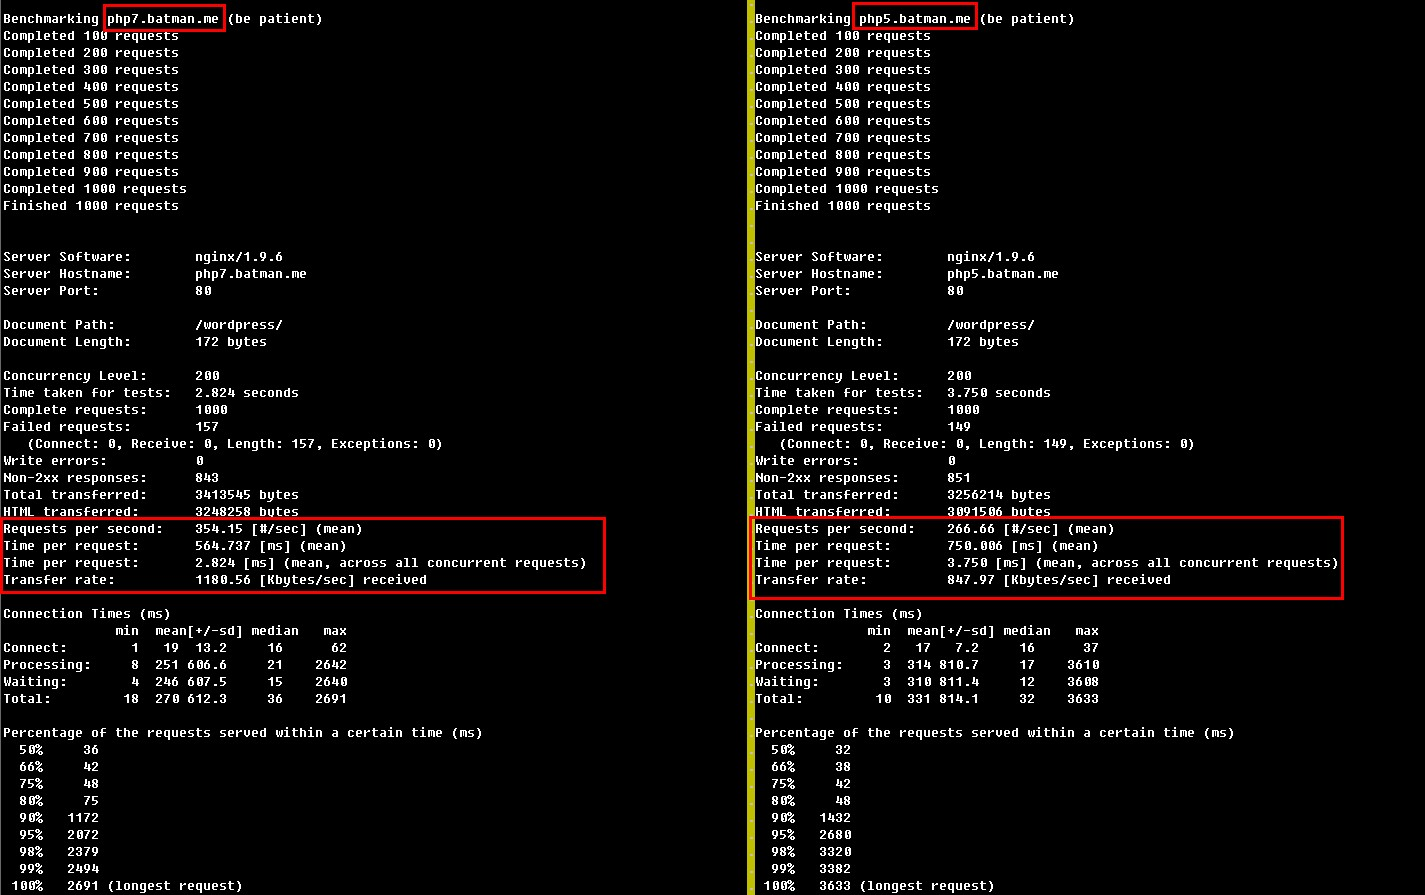 Benchmarking php7.batman.me (be patient)
Completed 100 requests
Completed 200 requests
Completed 300 requests
Completed 400 requests
Completed 500 requests
Completed 600 requests
Completed 700 requests
Completed 800 requests
Completed 900 requests
Completed 1000 requests
Finished 1000 requests
Server Software: nginx/1.9.6
Server Hostname: php7.batman.me
Server Port: 80
Document Path: /wordpress/
Document Length: 172 bytes
Concurrency Level: 200
Time taken for tests: 2.824 seconds
Complete requests: 1000
Failed requests: 157
(Connect: 0, Receive: 0, Length: 157, Exceptions: 0)
Write errors: 0
Non-2xx responses: 843
Total transferred: 3413545 bytes
HTML transferred: 3248258 bytes
Requests per second: 354.15 [#/sec] (mean)
Time per request: 564.737 [ms] (mean)
Time per request: 2.824 [ms] (mean, across all concurrent requests)
Transfer rate: 1180.56 [Kbytes/sec] received
Connection Times (ms)
min mean[+/-sd] median max
Connect: 1 19 13.2 16 62
Processing: 8 251 606.6 21 2642
Waiting: 4 246 607.5 15 2640
Total: 18 270 612.3 36 2691
Percentage of the requests served within a certain time (ms)
50% 36
66% 42
75% 48
80% 75
90% 1172
95% 2072
98% 2379
99% 2494
100% 2691 (longest request)
Benchmarking php5.batman.me (be patient)
Completed 100 requests
Completed 200 requests
Completed 300 requests
Completed 400 requests
Completed 500 requests
Completed 600 requests
Completed 700 requests
Completed 800 requests
Completed 900 requests
Completed 1000 requests
Finished 1000 requests
Server Software: nginx/1.9.6
Server Hostname: php5.batman.me
Server Port: 80
Document Path: /wordpress/
Document Length: 172 bytes
Concurrency Level: 200
Time taken for tests: 3.750 seconds
Complete requests: 1000
Failed requests: 149
(Connect: 0, Receive: 0, Length: 149, Exceptions: 0)
Write errors: 0
Non-2xx responses: 851
Total transferred: 3256214 bytes
HTML transferred: 3091506 bytes
Requests per second: 266.66 [#/sec] (mean)
Time per request: 750.006 [ms] (mean)
Time per request: 3.750 [ms] (mean, across all concurrent requests)
Transfer rate: 847.97 [Kbytes/sec] received
Connection Times (ms)
min mean[+/-sd] median max
Connect: 2 17 7.2 16 37
Processing: 3 314 810.7 17 3610
Waiting: 3 310 811.4 12 3608
Total: 10 331 814.1 32 3633
Percentage of the requests served within a certain time (ms)
50% 32
66% 38
75% 42
80% 48
90% 1432
95% 2680
98% 3320
99% 3382
100% 3633 (longest request)